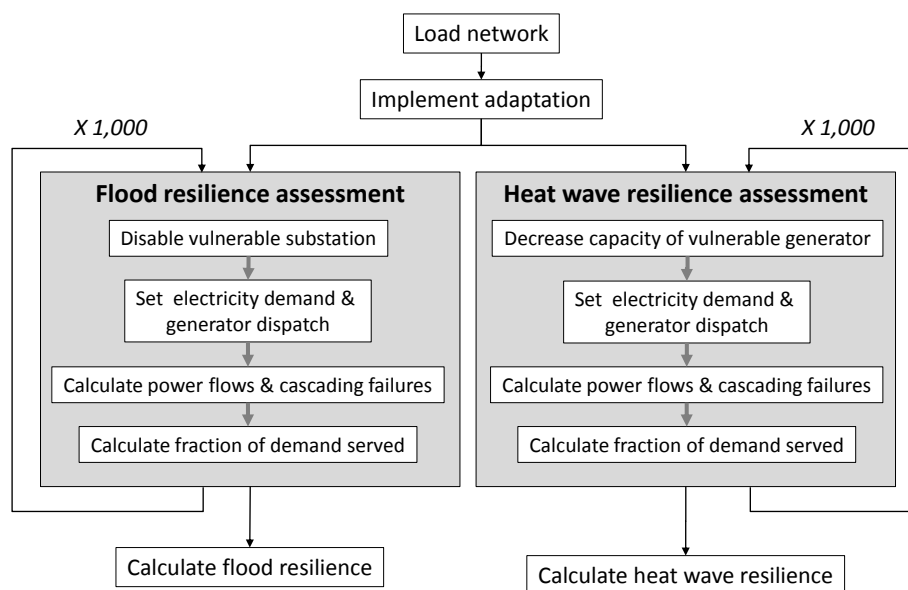 Load network
Implement adaptation
X 1,000
X 1,000
Flood resilience assessment
Disable vulnerable substation
Set electricity demand &
generator dispatch
Calculate power flows & cascading failures
Calculate fraction of demand served
Calculate flood resilience
Heat wave resilience assessment
Decrease capacity of vulnerable generator
Set electricity demand &
generator dispatch
Calculate power flows & cascading failures
Calculate fraction of demand served
Calculate heat wave resilience